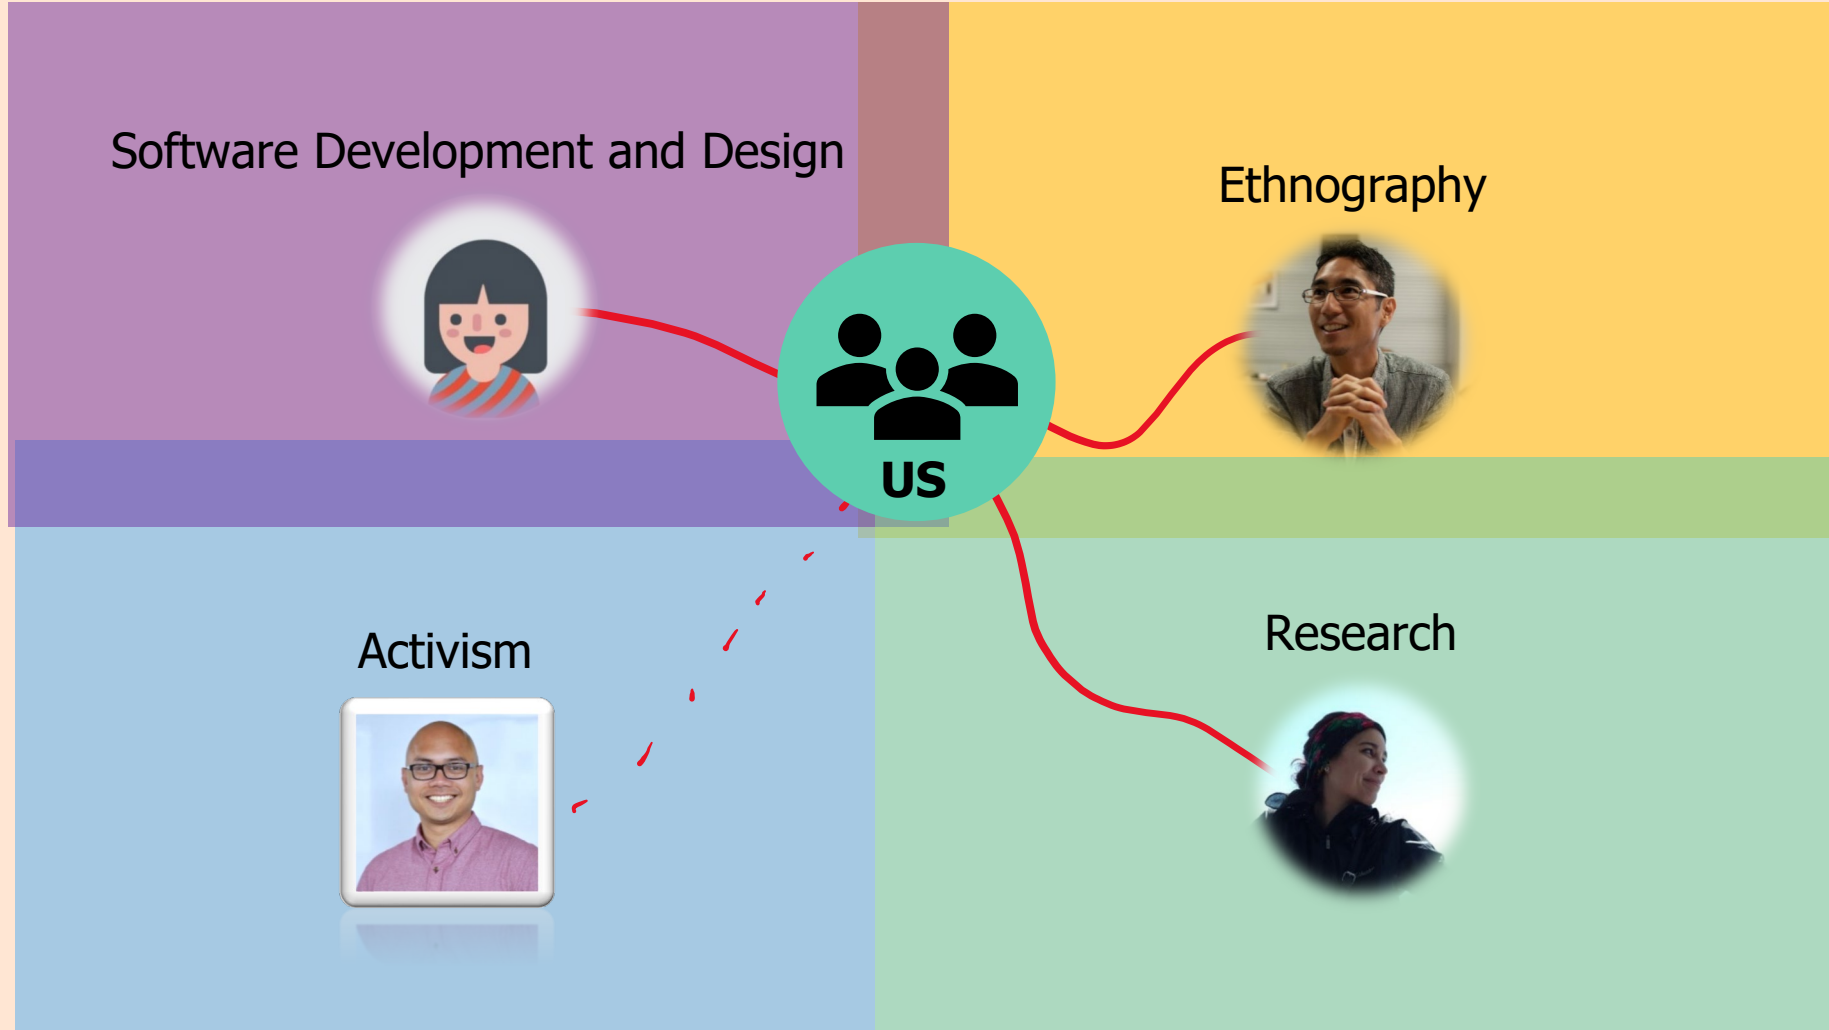 Software Development and Design
Ethnography
US
Activism
Research